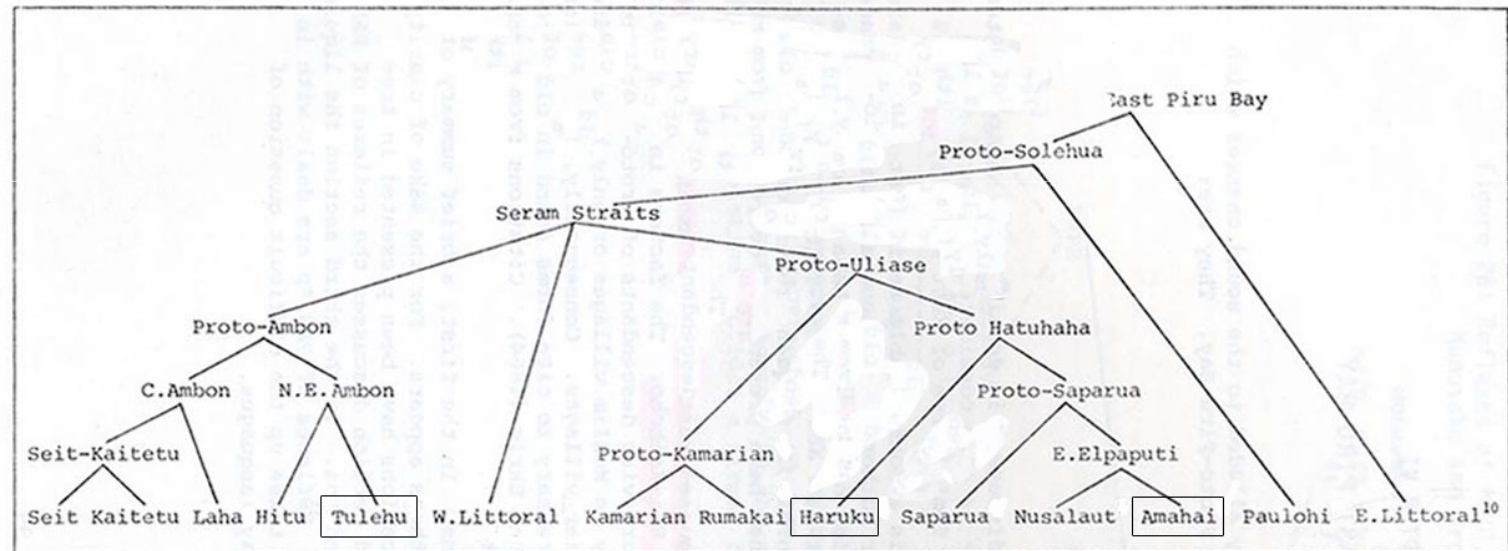 East Piru Bay
Proto-Solehua
Seram Straits
Proto-Uliase
Proto-Ambon
Proto Hatuhaha
C.Ambon N.E.Ambon
Proto-Saparua
Seit-Kaitetu
Proto-Kamarian
E.Elpaputi
Seit Kaitetu Laha Hitu Tulehu W.Littoral Kamarian Rumakai Haruku Saparua Nusalaut Amahai Paulohi E.Littoral¹⁰